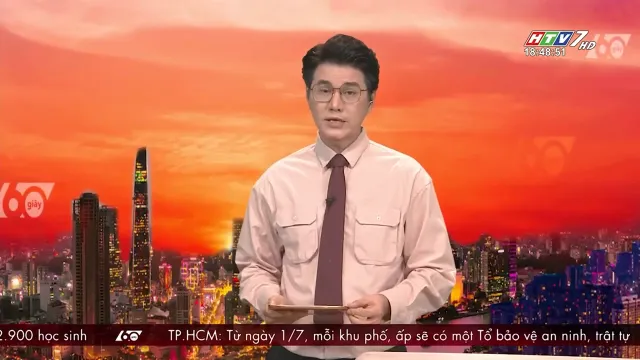 HTV7 HD
18:48:51
60
60 giây
2.900 học sinh 60 TP.HCM: Từ ngày 1/7, mỗi khu phố, ấp sẽ có một Tổ bảo vệ an ninh, trật tự